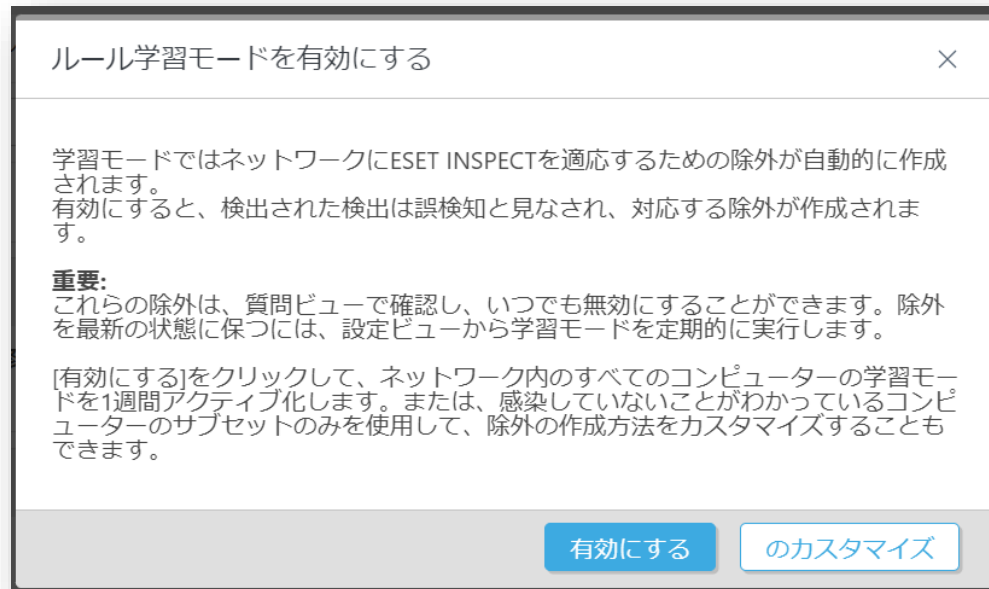 ルール学習モードを有効にする
学習モードではネットワークにESET INSPECTを適応するための除外が自動的に作成
されます。
有効にすると、検出された検出は誤検知と見なされ、対応する除外が作成されま
す。
重要:
これらの除外は、質問ビューで確認し、いつでも無効にすることができます。除外
を最新の状態に保つには、設定ビューから学習モードを定期的に実行します。
[有効にする]をクリックして、ネットワーク内のすべてのコンピューターの学習モー
ドを1週間アクティブ化します。または、感染していないことがわかっているコンピ
ューターのサブセットのみを使用して、除外の作成方法をカスタマイズすることも
できます。
有効にする
のカスタマイズ